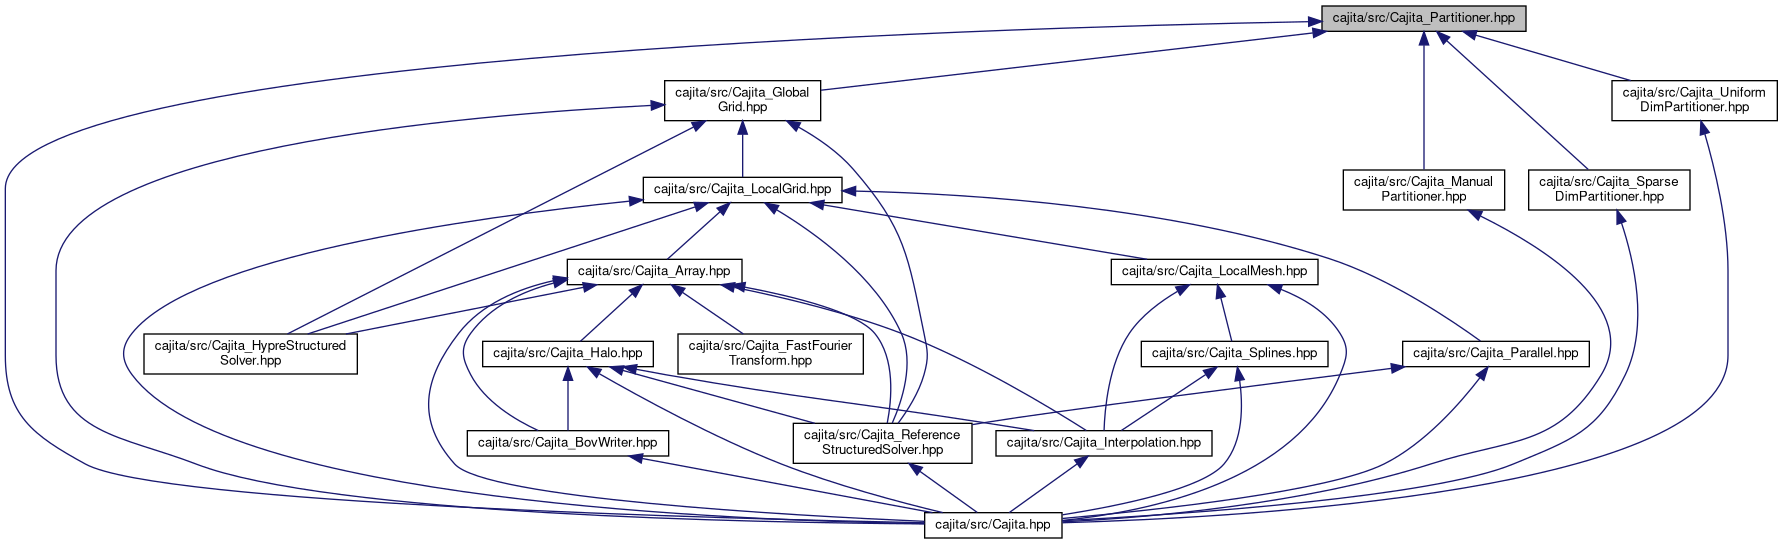 cajita/src/Cajita_Partitioner.hpp
cajita/src/Cajita_Global
Grid.hpp
cajita/src/Cajita_Uniform
DimPartitioner.hpp
cajita/src/Cajita_LocalGrid.hpp
cajita/src/Cajita_Manual
Partitioner.hpp
cajita/src/Cajita_Sparse
DimPartitioner.hpp
cajita/src/Cajita_Array.hpp
cajita/src/Cajita_LocalMesh.hpp
cajita/src/Cajita_HypreStructured
Solver.hpp
cajita/src/Cajita_Halo.hpp
cajita/src/Cajita_FastFourier
Transform.hpp
cajita/src/Cajita_Splines.hpp
cajita/src/Cajita_Parallel.hpp
cajita/src/Cajita_BovWriter.hpp
cajita/src/Cajita_Reference
StructuredSolver.hpp
cajita/src/Cajita_Interpolation.hpp
cajita/src/Cajita.hpp